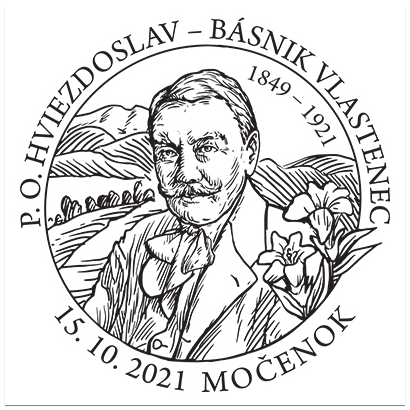 P. O. HVIEZDOSLAV – BÁSNIK VLASTENEC
1849 – 1921
15. 10. 2021 MOČENOK